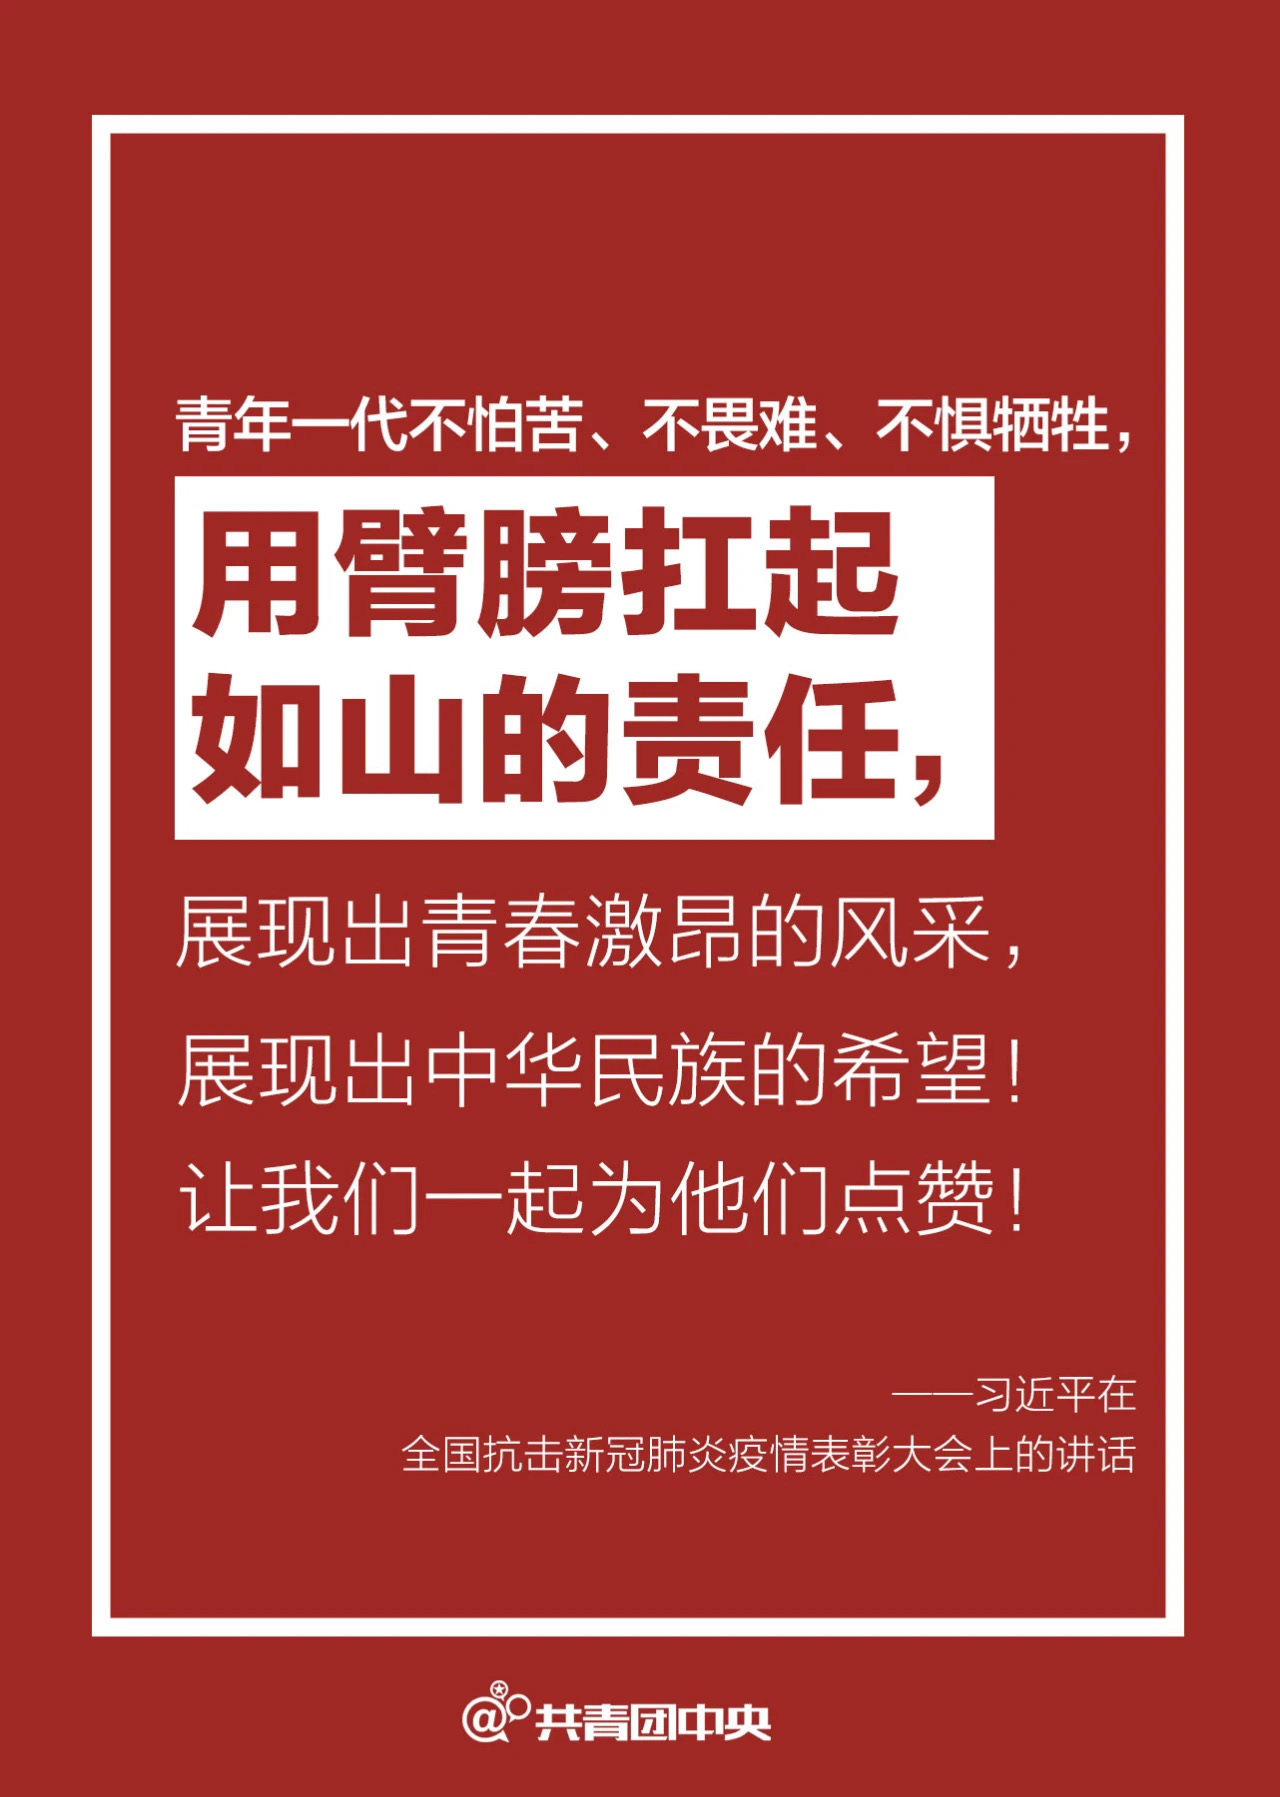 青年一代不怕苦、不畏难、不惧牺牲，
用臂膀扛起
如山的责任，
展现出青春激昂的风采，
展现出中华民族的希望！
让我们一起为他们点赞！
——习近平在
全国抗击新冠肺炎疫情表彰大会上的讲话
@共青团中央